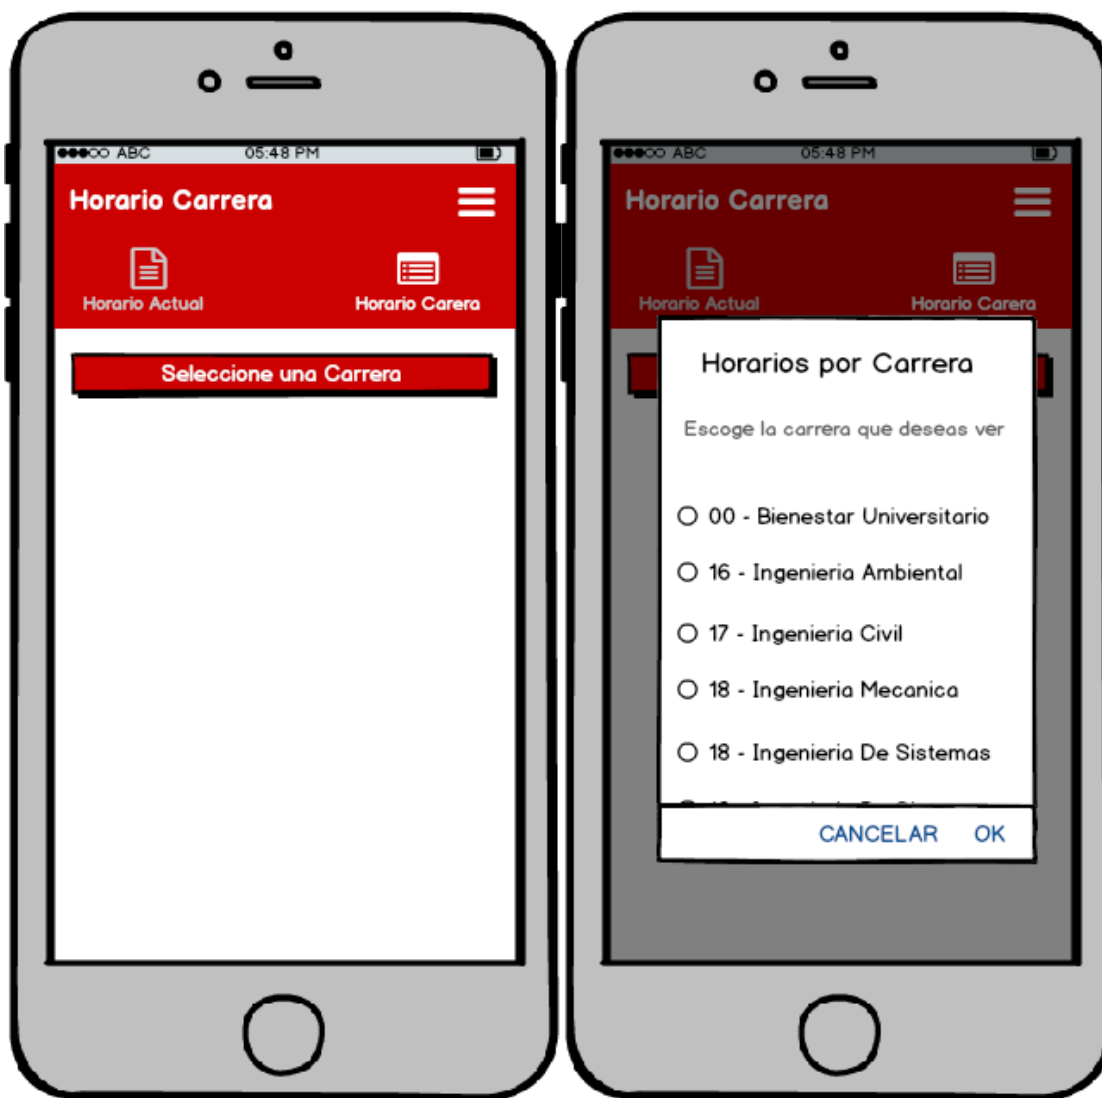 ABC 05:48 PM
Horario Carrera
Horario Actual Horario Carera
Seleccione una Carrera
ABC 05:48 PM
Horario Carrera
Horario Actual Horario Carera
Horarios por Carrera
Escoge la carrera que deseas ver
00 - Bienestar Universitario
16 - Ingenieria Ambiental
17 - Ingenieria Civil
18 - Ingenieria Mecanica
18 - Ingenieria De Sistemas
CANCELAR OK